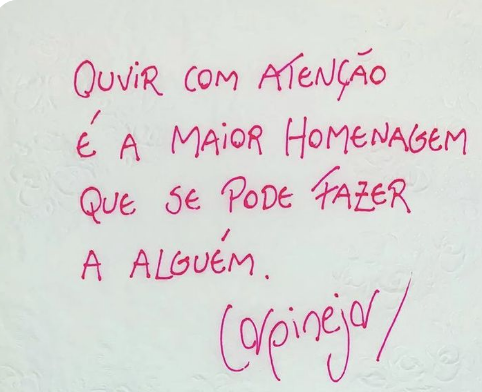 OUVIR COM ATENÇÃO
É A MAIOR HOMENAGEM
QUE SE PODE FAZER
A ALGUÉM.
Carpinejar